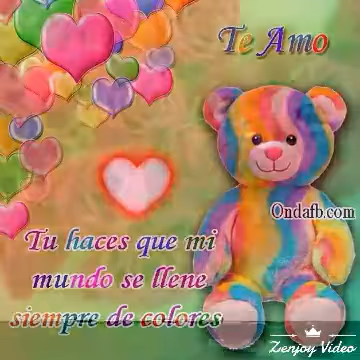 Te Amo
Ondafb.com
Tu haces que mi
mundo se llene
siempre de colores
Zenjoy Video